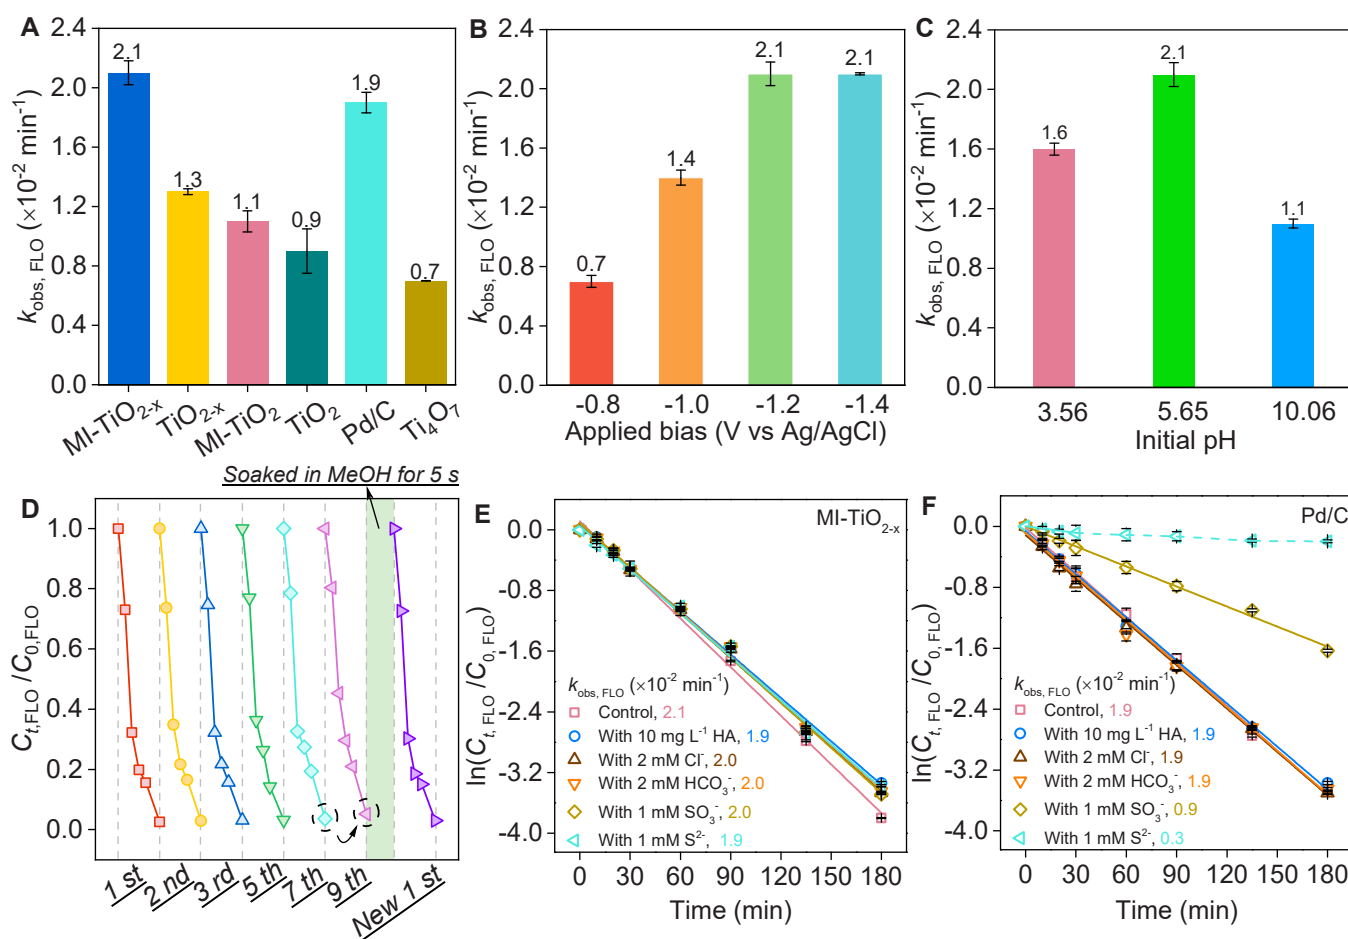 A
k_obs, FLO (×10⁻² min⁻¹)
2.4
2.0
1.6
1.2
0.8
0.4
0.0
2.1
1.3
1.1
0.9
1.9
0.7
MI-TiO₂₋ₓ
TiO₂₋ₓ
MI-TiO₂
TiO₂
Pd/C
Ti₄O₇
B
k_obs, FLO (×10⁻² min⁻¹)
2.4
2.0
1.6
1.2
0.8
0.4
0.0
0.7
1.4
2.1
2.1
-0.8 -1.0 -1.2 -1.4
Applied bias (V vs Ag/AgCl)
C
k_obs, FLO (×10⁻² min⁻¹)
2.4
2.0
1.6
1.2
0.8
0.4
0.0
1.6
2.1
1.1
3.56 5.65 10.06
Initial pH
Soaked in MeOH for 5 s
D
C_t,FLO /C_0,FLO
1.0
0.8
0.6
0.4
0.2
0.0
1 st
2 nd
3 rd
5 th
7 th
9 th
New 1 st
E
MI-TiO₂₋ₓ
ln(C_t, FLO /C_0, FLO)
0.0
-0.8
-1.6
-2.4
-3.2
-4.0
k_obs, FLO (×10⁻² min⁻¹)
Control, 2.1
With 10 mg L⁻¹ HA, 1.9
With 2 mM Cl⁻, 2.0
With 2 mM HCO₃⁻, 2.0
With 1 mM SO₃⁻, 2.0
With 1 mM S²⁻, 1.9
0 30 60 90 120 150 180
Time (min)
F
Pd/C
ln(C_t, FLO /C_0, FLO)
0.0
-0.8
-1.6
-2.4
-3.2
-4.0
k_obs, FLO (×10⁻² min⁻¹)
Control, 1.9
With 10 mg L⁻¹ HA, 1.9
With 2 mM Cl⁻, 1.9
With 2 mM HCO₃⁻, 1.9
With 1 mM SO₃⁻, 0.9
With 1 mM S²⁻, 0.3
0 30 60 90 120 150 180
Time (min)